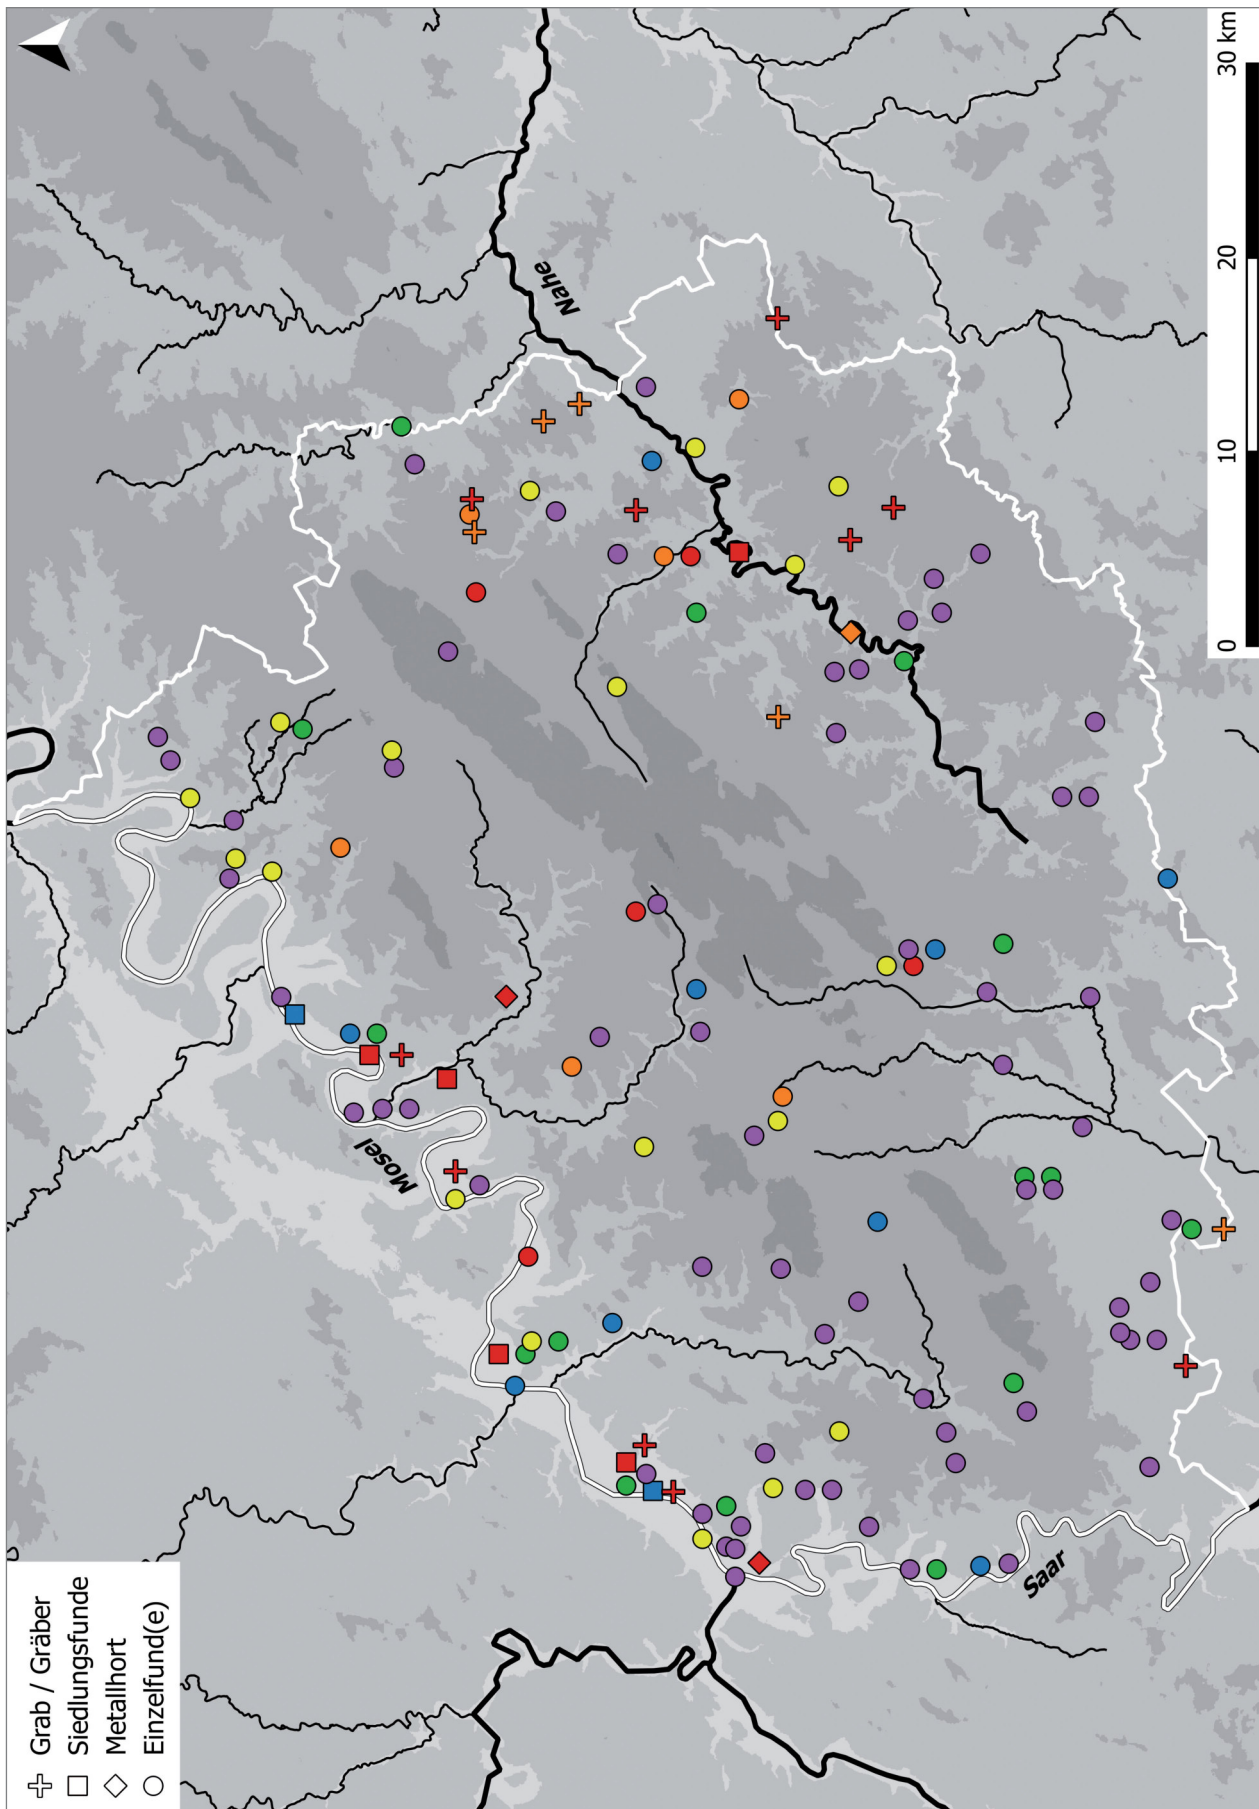 Grab / Gräber
Siedlungsfunde
Metallhort
Einzelfund(e)
Mosel
Nahe
Saar
0 10 20 30 km